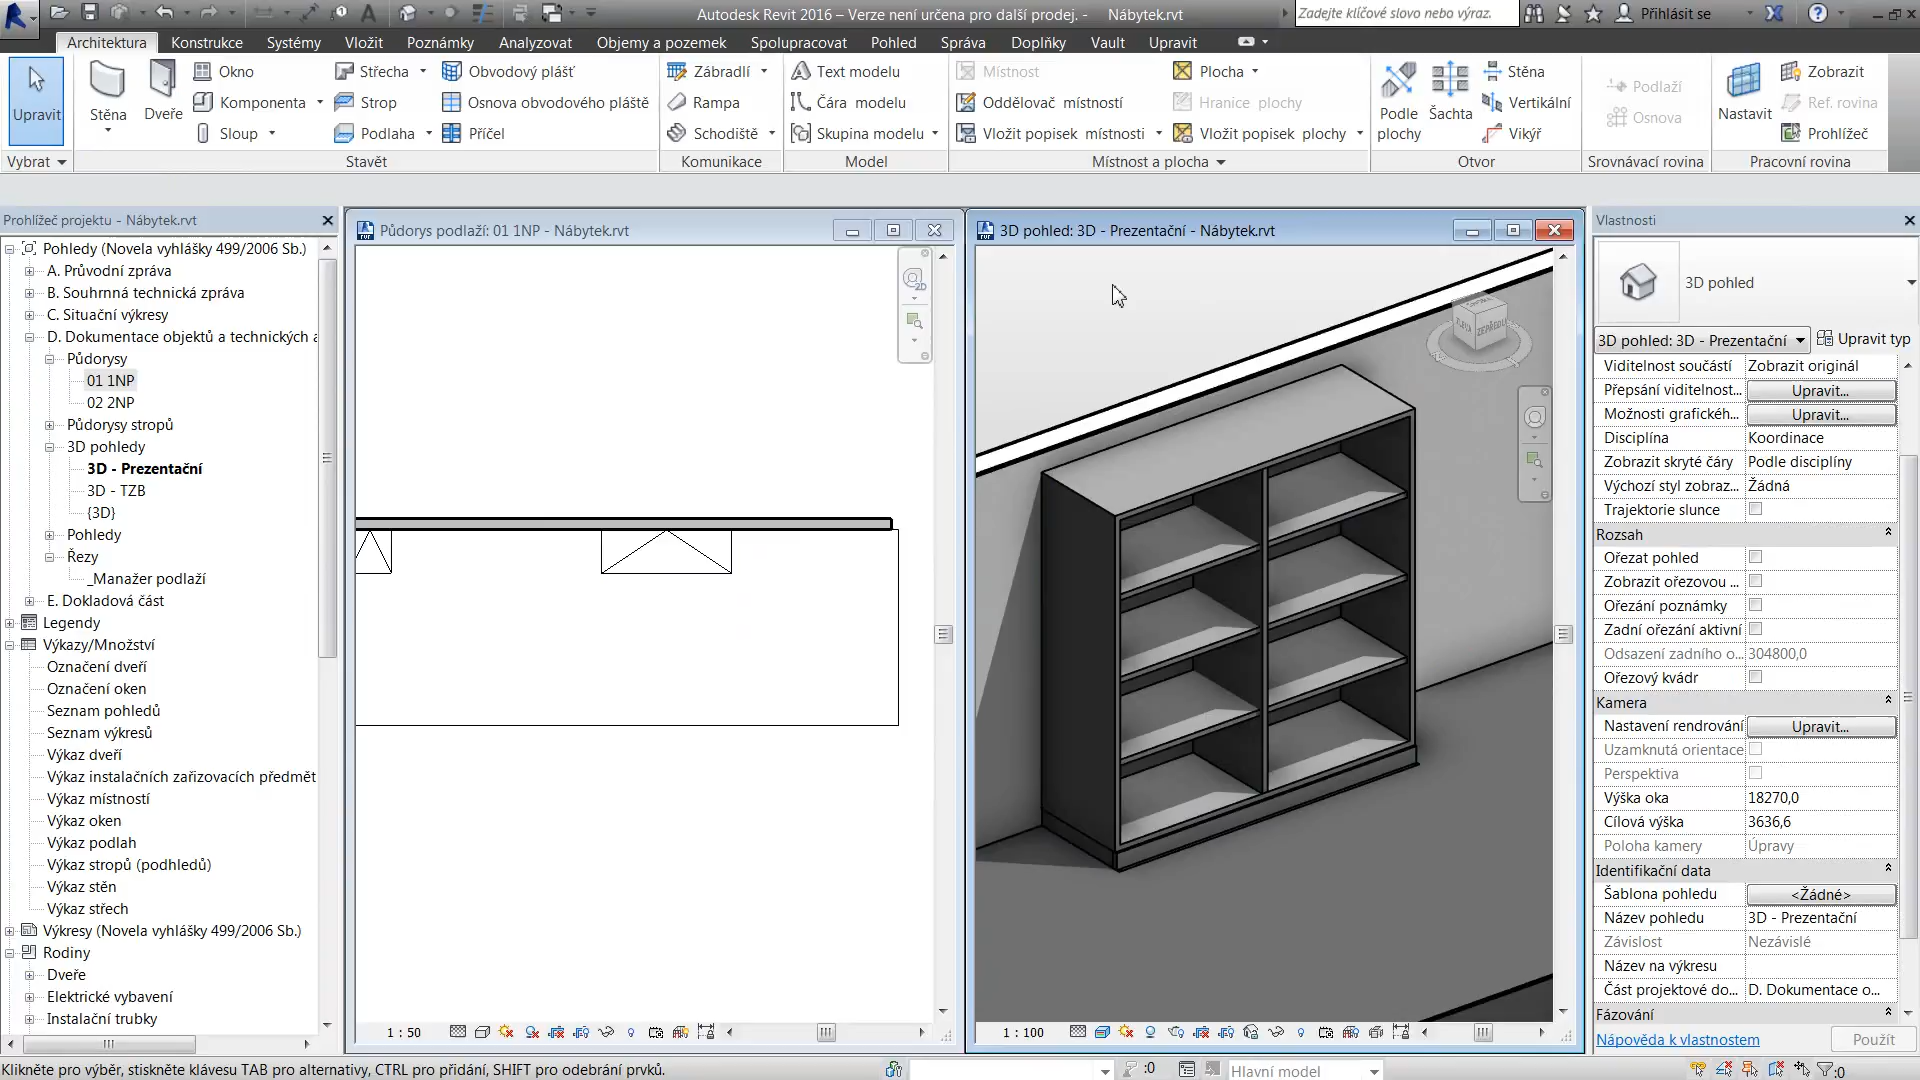 Autodesk Revit 2016 – Verze není určena pro další prodej. - Nábytek.rvt
Zadejte klíčové slovo nebo výraz.
Přihlásit se
Architektura Konstrukce Systémy Vložit Poznámky Analyzovat Objemy a pozemek Spolupracovat Pohled Správa Doplňky Vault Upravit
Upravit
Vybrat
Stěna
Dveře
Okno
Komponenta
Sloup
Střecha
Strop
Podlaha
Obvodový plášť
Osnova obvodového pláště
Příčel
Stavět
Zábradlí
Rampa
Schodiště
Komunikace
Text modelu
Čára modelu
Skupina modelu
Model
Místnost
Oddělovač místností
Vložit popisek místnosti
Plocha
Hranice plochy
Vložit popisek plochy
Místnost a plocha
Podle plochy
Šachta
Stěna
Vertikální
Vikýř
Otvor
Podlaží
Osnova
Srovnávací rovina
Nastavit
Zobrazit
Ref. rovina
Prohlížeč
Pracovní rovina
Prohlížeč projektu - Nábytek.rvt
Pohledy (Novela vyhlášky 499/2006 Sb.)
A. Průvodní zpráva
B. Souhrnná technická zpráva
C. Situační výkresy
D. Dokumentace objektů a technických a
Půdorysy
01 1NP
02 2NP
Půdorysy stropů
3D pohledy
3D - Prezentační
3D - TZB
{3D}
Pohledy
Řezy
_Manažer podlaží
E. Dokladová část
Legendy
Výkazy/Množství
Označení dveří
Označení oken
Seznam pohledů
Seznam výkresů
Výkaz dveří
Výkaz instalačních zařizovacích předmět
Výkaz místností
Výkaz oken
Výkaz podlah
Výkaz stropů (podhledů)
Výkaz stěn
Výkaz střech
Výkresy (Novela vyhlášky 499/2006 Sb.)
Rodiny
Dveře
Elektrické vybavení
Instalační trubky
Půdorys podlaží: 01 1NP - Nábytek.rvt
2D
1 : 50
3D pohled: 3D - Prezentační - Nábytek.rvt
ZLEVA ZEPŘEDU
1 : 100
Vlastnosti
3D pohled
3D pohled: 3D - Prezentační
Upravit typ
Viditelnost součástí Zobrazit originál
Přepsání viditelnost... Upravit...
Možnosti grafickéh... Upravit...
Disciplína Koordinace
Zobrazit skryté čáry Podle disciplíny
Výchozí styl zobraz... Žádná
Trajektorie slunce
Rozsah
Ořezat pohled
Zobrazit ořezovou ...
Ořezání poznámky
Zadní ořezání aktivní
Odsazení zadního o... 304800,0
Ořezový kvádr
Kamera
Nastavení rendrování Upravit...
Uzamknutá orientace
Perspektiva
Výška oka 18270,0
Cílová výška 3636,6
Poloha kamery Úpravy
Identifikační data
Šablona pohledu <Žádné>
Název pohledu 3D - Prezentační
Závislost Nezávislé
Název na výkresu
Část projektové do... D. Dokumentace o...
Fázování
Nápověda k vlastnostem
Použít
Klikněte pro výběr, stiskněte klávesu TAB pro alternativy, CTRL pro přidání, SHIFT pro odebrání prvků.
:0
Hlavní model
:0